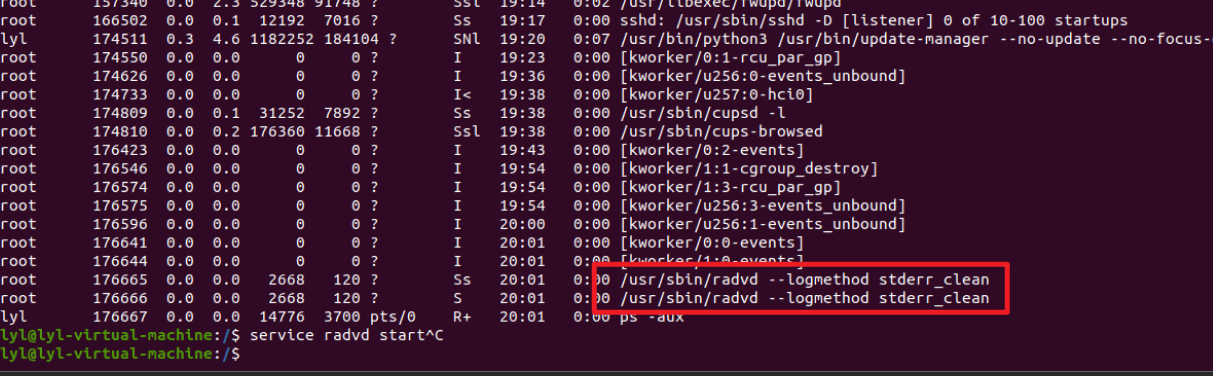 root 157340 0.0 2.3 529348 91748 ? Ssl 19:14 0:02 /usr/libexec/fwupd/fwupd
root 166502 0.0 0.1 12192 7016 ? Ss 19:17 0:00 sshd: /usr/sbin/sshd -D [listener] 0 of 10-100 startups
lyl 174511 0.3 4.6 1182252 184104 ? SNl 19:20 0:07 /usr/bin/python3 /usr/bin/update-manager --no-update --no-focus-
root 174550 0.0 0.0 0 0 ? I 19:23 0:00 [kworker/0:1-rcu_par_gp]
root 174626 0.0 0.0 0 0 ? I 19:36 0:00 [kworker/u256:0-events_unbound]
root 174733 0.0 0.0 0 0 ? I< 19:38 0:00 [kworker/u257:0-hci0]
root 174809 0.0 0.1 31252 7892 ? Ss 19:38 0:00 /usr/sbin/cupsd -l
root 174810 0.0 0.2 176360 11668 ? Ssl 19:38 0:00 /usr/sbin/cups-browsed
root 176423 0.0 0.0 0 0 ? I 19:43 0:00 [kworker/0:2-events]
root 176546 0.0 0.0 0 0 ? I 19:54 0:00 [kworker/1:1-cgroup_destroy]
root 176574 0.0 0.0 0 0 ? I 19:54 0:00 [kworker/1:3-rcu_par_gp]
root 176575 0.0 0.0 0 0 ? I 19:54 0:00 [kworker/u256:3-events_unbound]
root 176596 0.0 0.0 0 0 ? I 20:00 0:00 [kworker/u256:1-events_unbound]
root 176641 0.0 0.0 0 0 ? I 20:01 0:00 [kworker/0:0-events]
root 176644 0.0 0.0 0 0 ? I 20:01 0:00 [kworker/1:0-events]
root 176665 0.0 0.0 2668 120 ? Ss 20:01 0:00 /usr/sbin/radvd --logmethod stderr_clean
root 176666 0.0 0.0 2668 120 ? S 20:01 0:00 /usr/sbin/radvd --logmethod stderr_clean
lyl 176667 0.0 0.0 14776 3700 pts/0 R+ 20:01 0:00 ps -aux
lyl@lyl-virtual-machine:/$ service radvd start^C
lyl@lyl-virtual-machine:/$